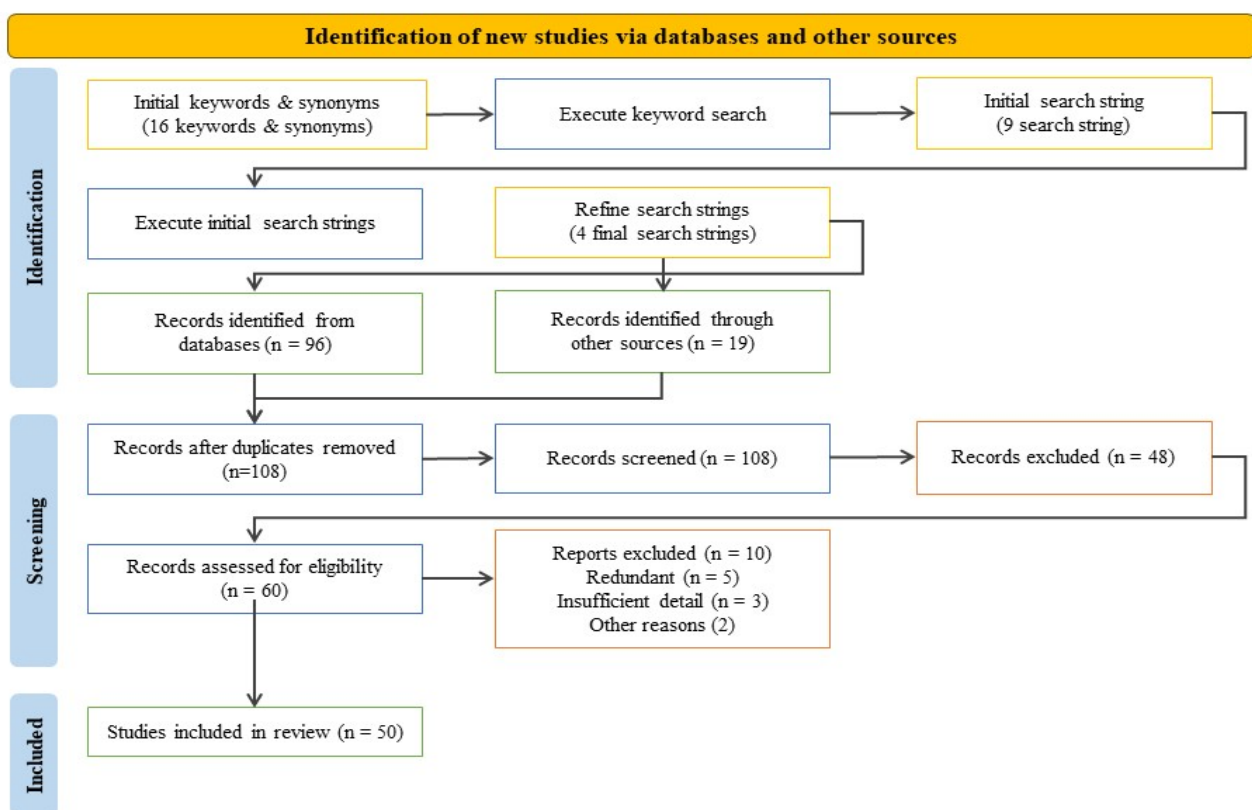 Identification of new studies via databases and other sources
Identification
Initial keywords & synonyms
(16 keywords & synonyms)
Execute keyword search
Initial search string
(9 search string)
Execute initial search strings
Refine search strings
(4 final search strings)
Records identified from
databases (n = 96)
Records identified through
other sources (n = 19)
Screening
Records after duplicates removed
(n=108)
Records screened (n = 108)
Records excluded (n = 48)
Records assessed for eligibility
(n = 60)
Reports excluded (n = 10)
Redundant (n = 5)
Insufficient detail (n = 3)
Other reasons (2)
Included
Studies included in review (n = 50)